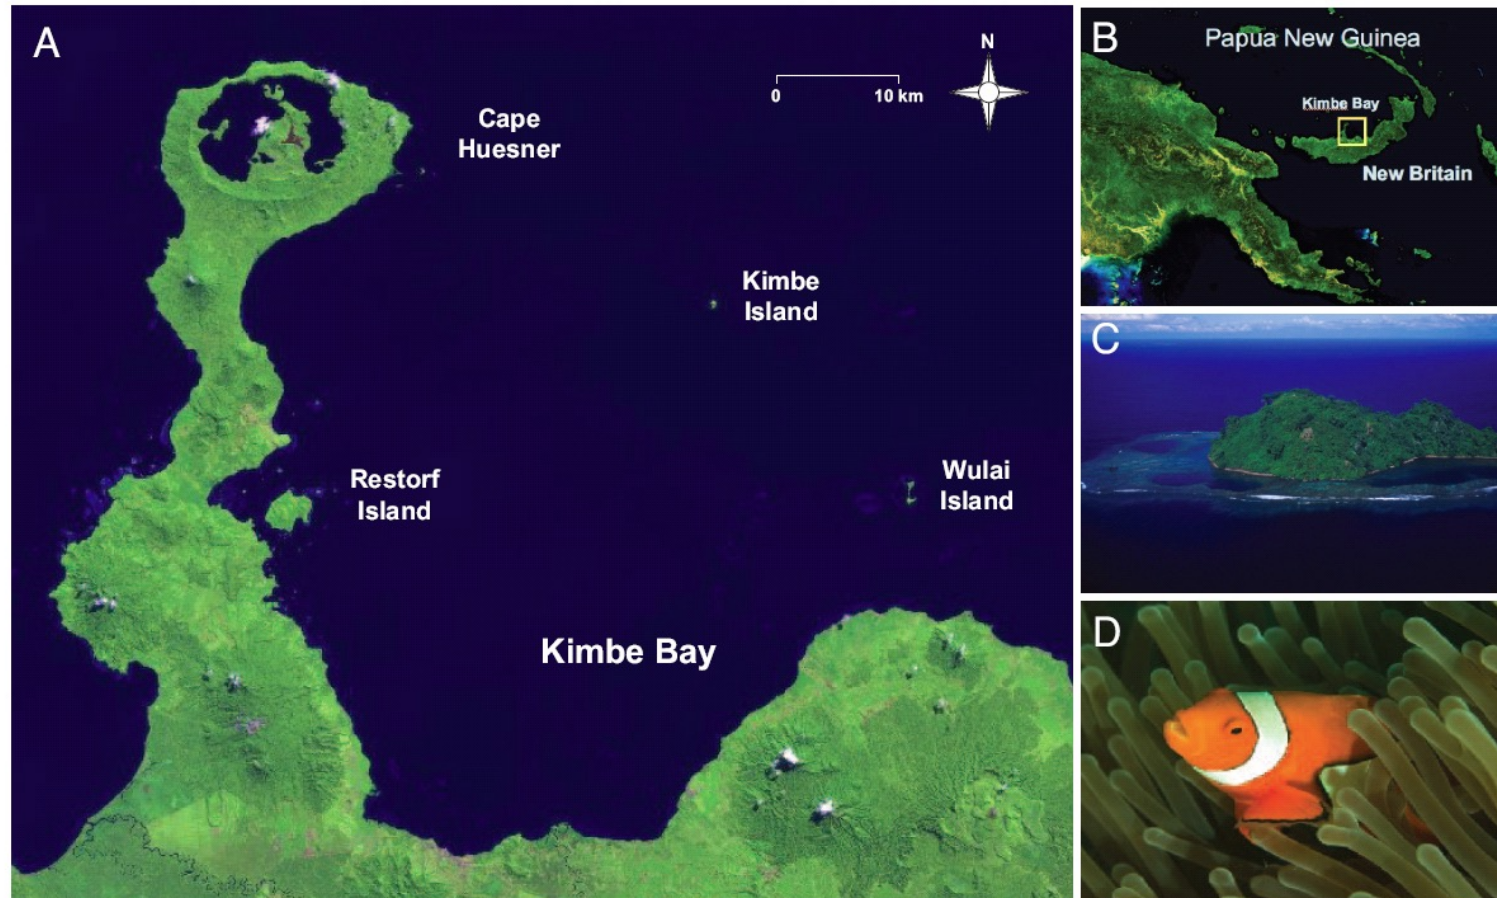 A
N
0 10 km
Cape
Huesner
Kimbe
Island
Restorf
Island
Wulai
Island
Kimbe Bay
B
Papua New Guinea
Kimbe Bay
New Britain
C
D